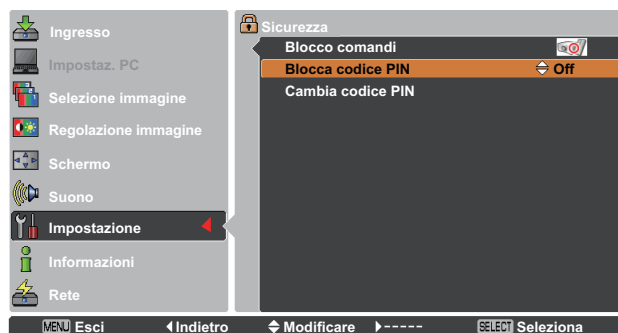 Ingresso
Impostaz. PC
Selezione immagine
Regolazione immagine
Schermo
Suono
Impostazione
Informazioni
Rete
Sicurezza
Blocco comandi
Blocca codice PIN Off
Cambia codice PIN
MENU Esci Indietro Modificare ----- SELECT Seleziona